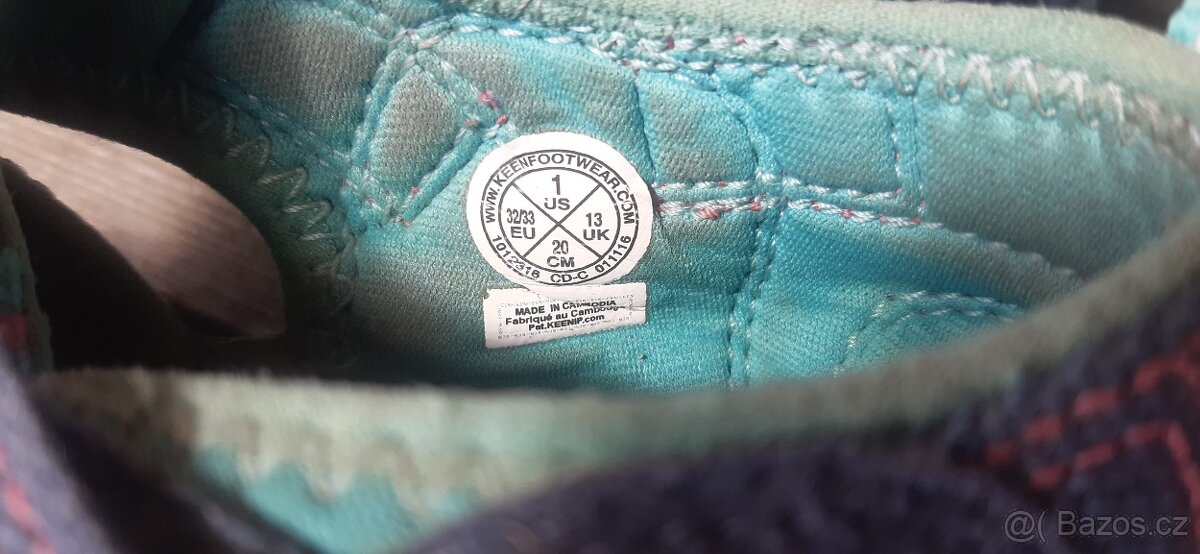 WWW.KEENFOOTWEAR.COM
1
US
32/33
EU
13
UK
20
CM
1012316 CD-C 011116
MADE IN CAMBODIA
Fabriqué au Cambodge
Pat.KEENIP.com
@( Bazos.cz